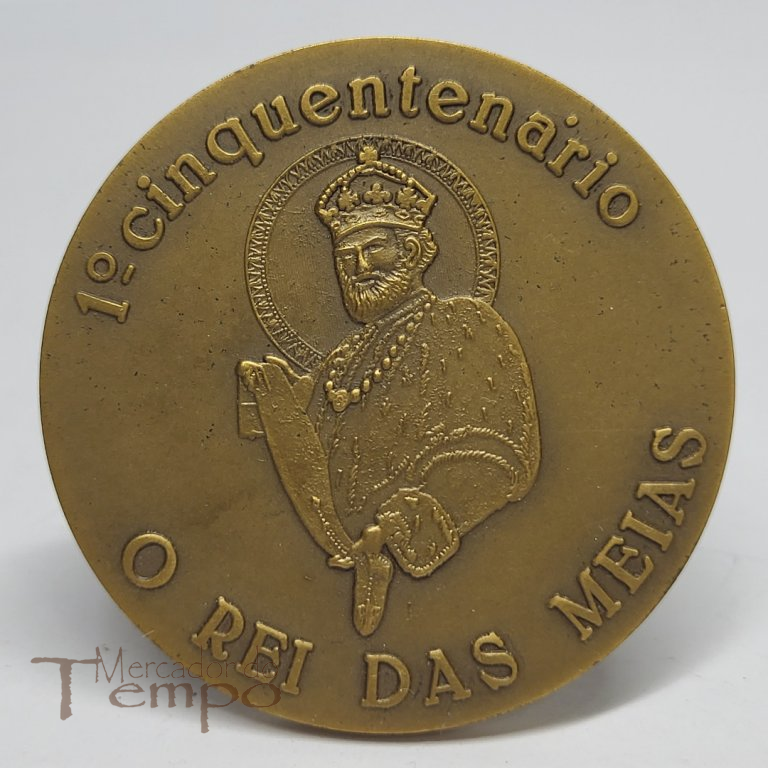 1º cinquentenário
O REI DAS MEIAS
Mercador
Tempo